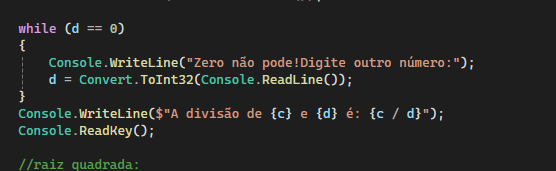 while (d == 0)
{
Console.WriteLine("Zero não pode!Digite outro número:");
d = Convert.ToInt32(Console.ReadLine());
}
Console.WriteLine($"A divisão de {c} e {d} é: {c / d}");
Console.ReadKey();
//raiz quadrada: